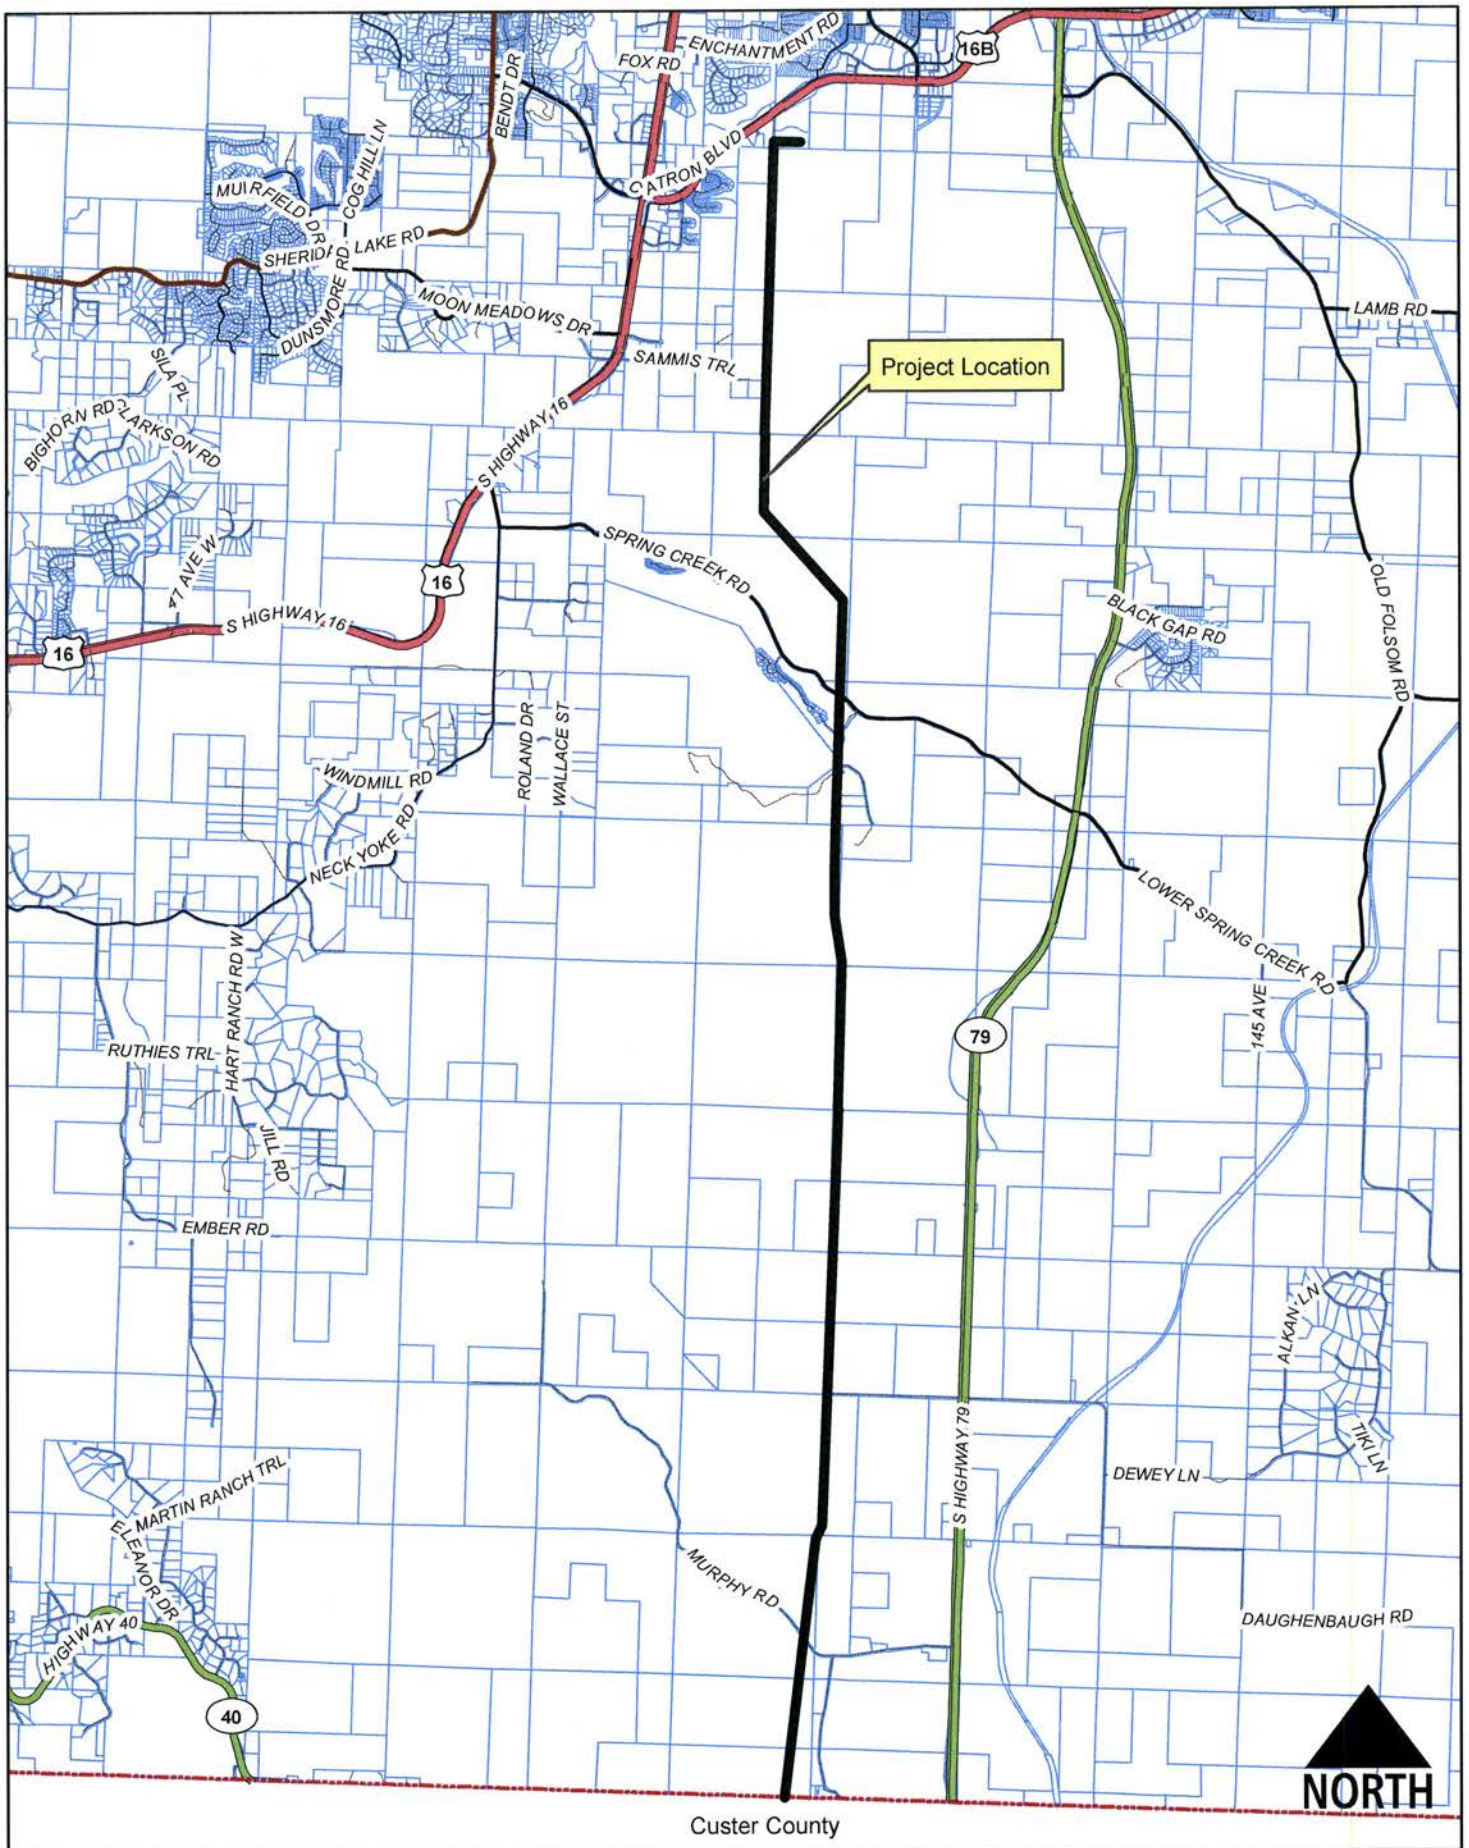 ENCHANTMENT RD
16B
FOX RD
BENDT DR
CATRON BLVD
COG HILL LN
MUIRFIELD DR
SHERIDA LAKE RD
DUNSMORE RD
MOON MEADOWS DR
LAMB RD
SAMMIS TRL
Project Location
SILA PL
BIGHORN RD
CLARKSON RD
S HIGHWAY 16
SPRING CREEK RD
47 AVE W
16
S HIGHWAY 16
16
BLACK GAP RD
OLD FOLSOM RD
ROLAND DR
WALLACE ST
WINDMILL RD
NECK YOKE RD
LOWER SPRING CREEK RD
HART RANCH RD W
145 AVE
79
RUTHIES TRL
JILL RD
EMBER RD
ALKAN LN
TIKI LN
S HIGHWAY 79
DEWEY LN
MARTIN RANCH TRL
ELEANOR DR
MURPHY RD
DAUGHENBAUGH RD
HIGHWAY 40
40
NORTH
Custer County